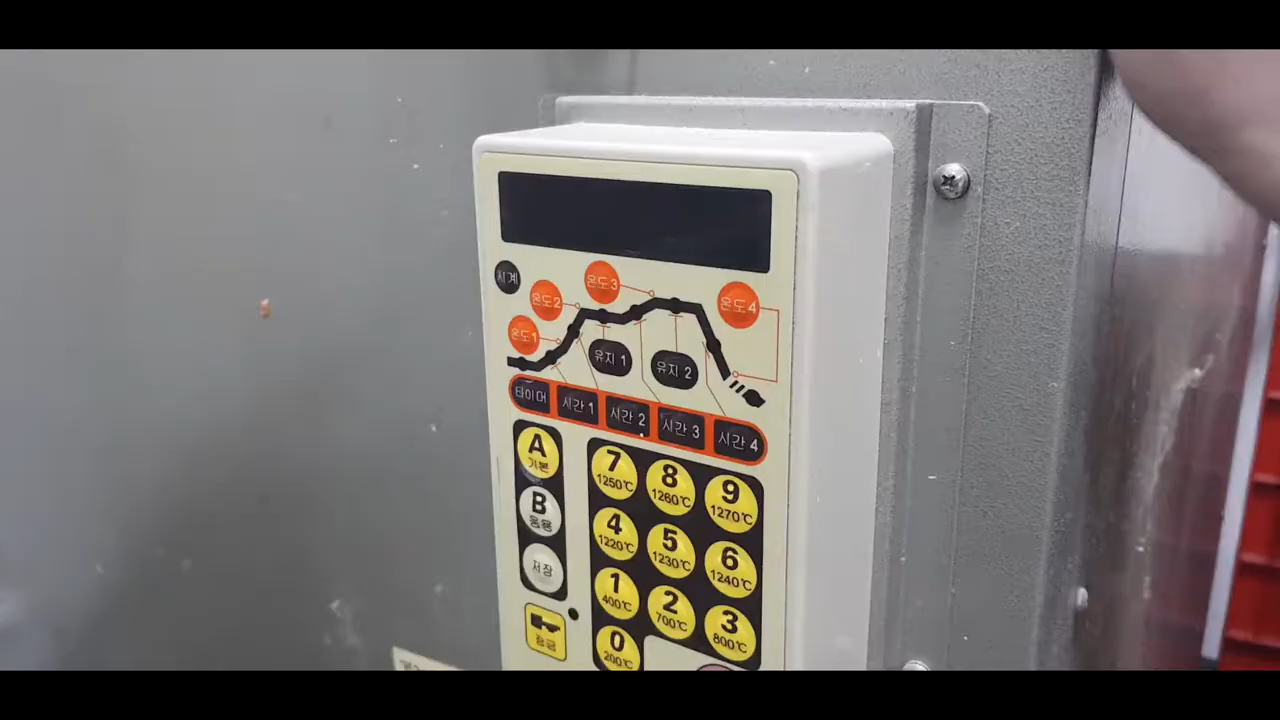 시계
온도3
온도2
온도4
온도1
유지 1
유지 2
타이머
시간 1
시간 2
시간 3
시간 4
A
기본
B
응용
저장
잠금
7
1250℃
8
1260℃
9
1270℃
4
1220℃
5
1230℃
6
1240℃
1
400℃
2
700℃
3
800℃
0
200℃